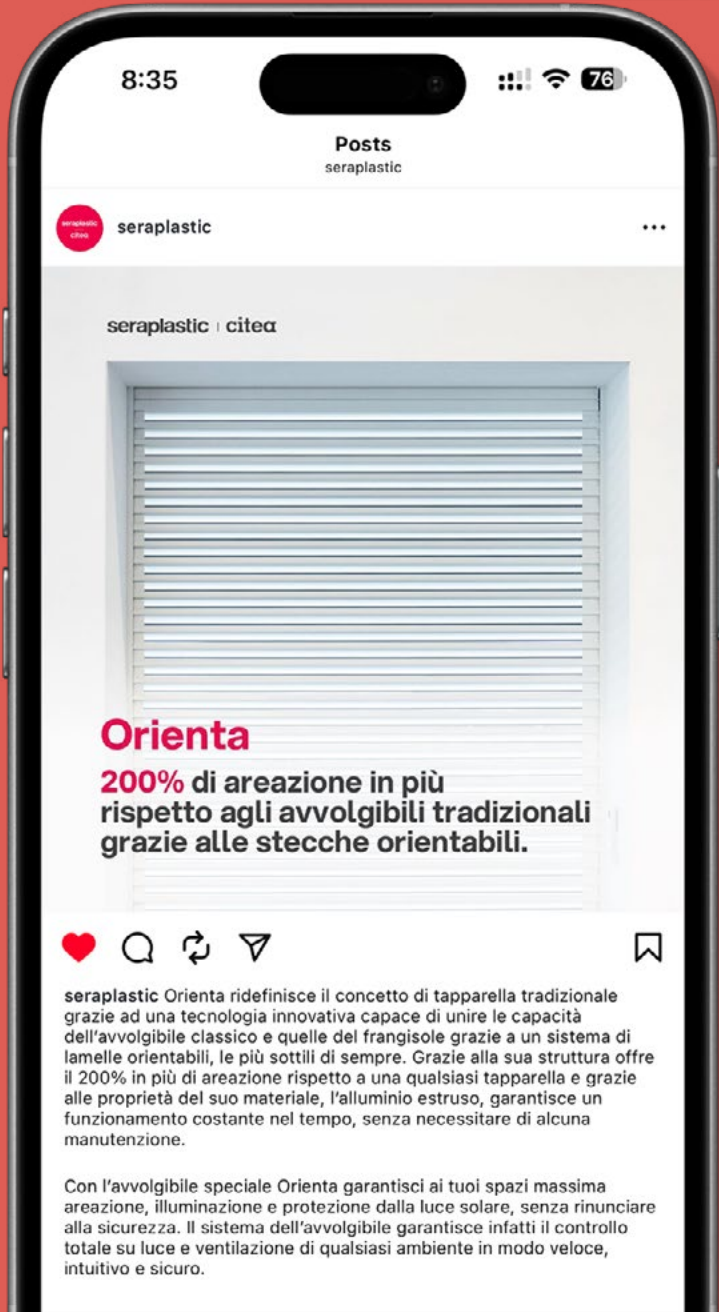 8:35
76
Posts
seraplastic
seraplastic
citeα
seraplastic
seraplastic | citeα
Orienta
200% di areazione in più
rispetto agli avvolgibili tradizionali
grazie alle stecche orientabili.
seraplastic Orienta ridefinisce il concetto di tapparella tradizionale
grazie ad una tecnologia innovativa capace di unire le capacità
dell'avvolgibile classico e quelle del frangisole grazie a un sistema di
lamelle orientabili, le più sottili di sempre. Grazie alla sua struttura offre
il 200% in più di areazione rispetto a una qualsiasi tapparella e grazie
alle proprietà del suo materiale, l'alluminio estruso, garantisce un
funzionamento costante nel tempo, senza necessitare di alcuna
manutenzione.
Con l'avvolgibile speciale Orienta garantisci ai tuoi spazi massima
areazione, illuminazione e protezione dalla luce solare, senza rinunciare
alla sicurezza. Il sistema dell'avvolgibile garantisce infatti il controllo
totale su luce e ventilazione di qualsiasi ambiente in modo veloce,
intuitivo e sicuro.